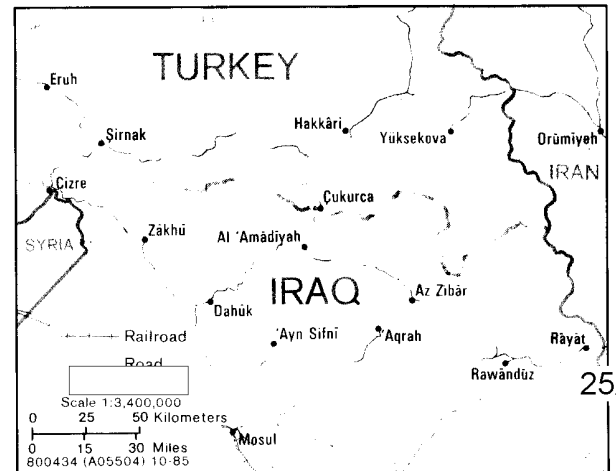 TURKEY
Eruh
Hakkâri
Yüksekova
Orūmīyeh
Şirnak
IRAN
Cizre
Çukurca
Zākhū
Al 'Amādīyah
SYRIA
IRAQ
Az Zībār
Dahūk
Railroad
'Ayn Sifnī
'Aqrah
Rāyāt
Road
Rawāndūz
25
Scale 1:3,400,000
0 25 50 Kilometers
0 15 30 Miles
Mosul
800434 (A05504) 10-85